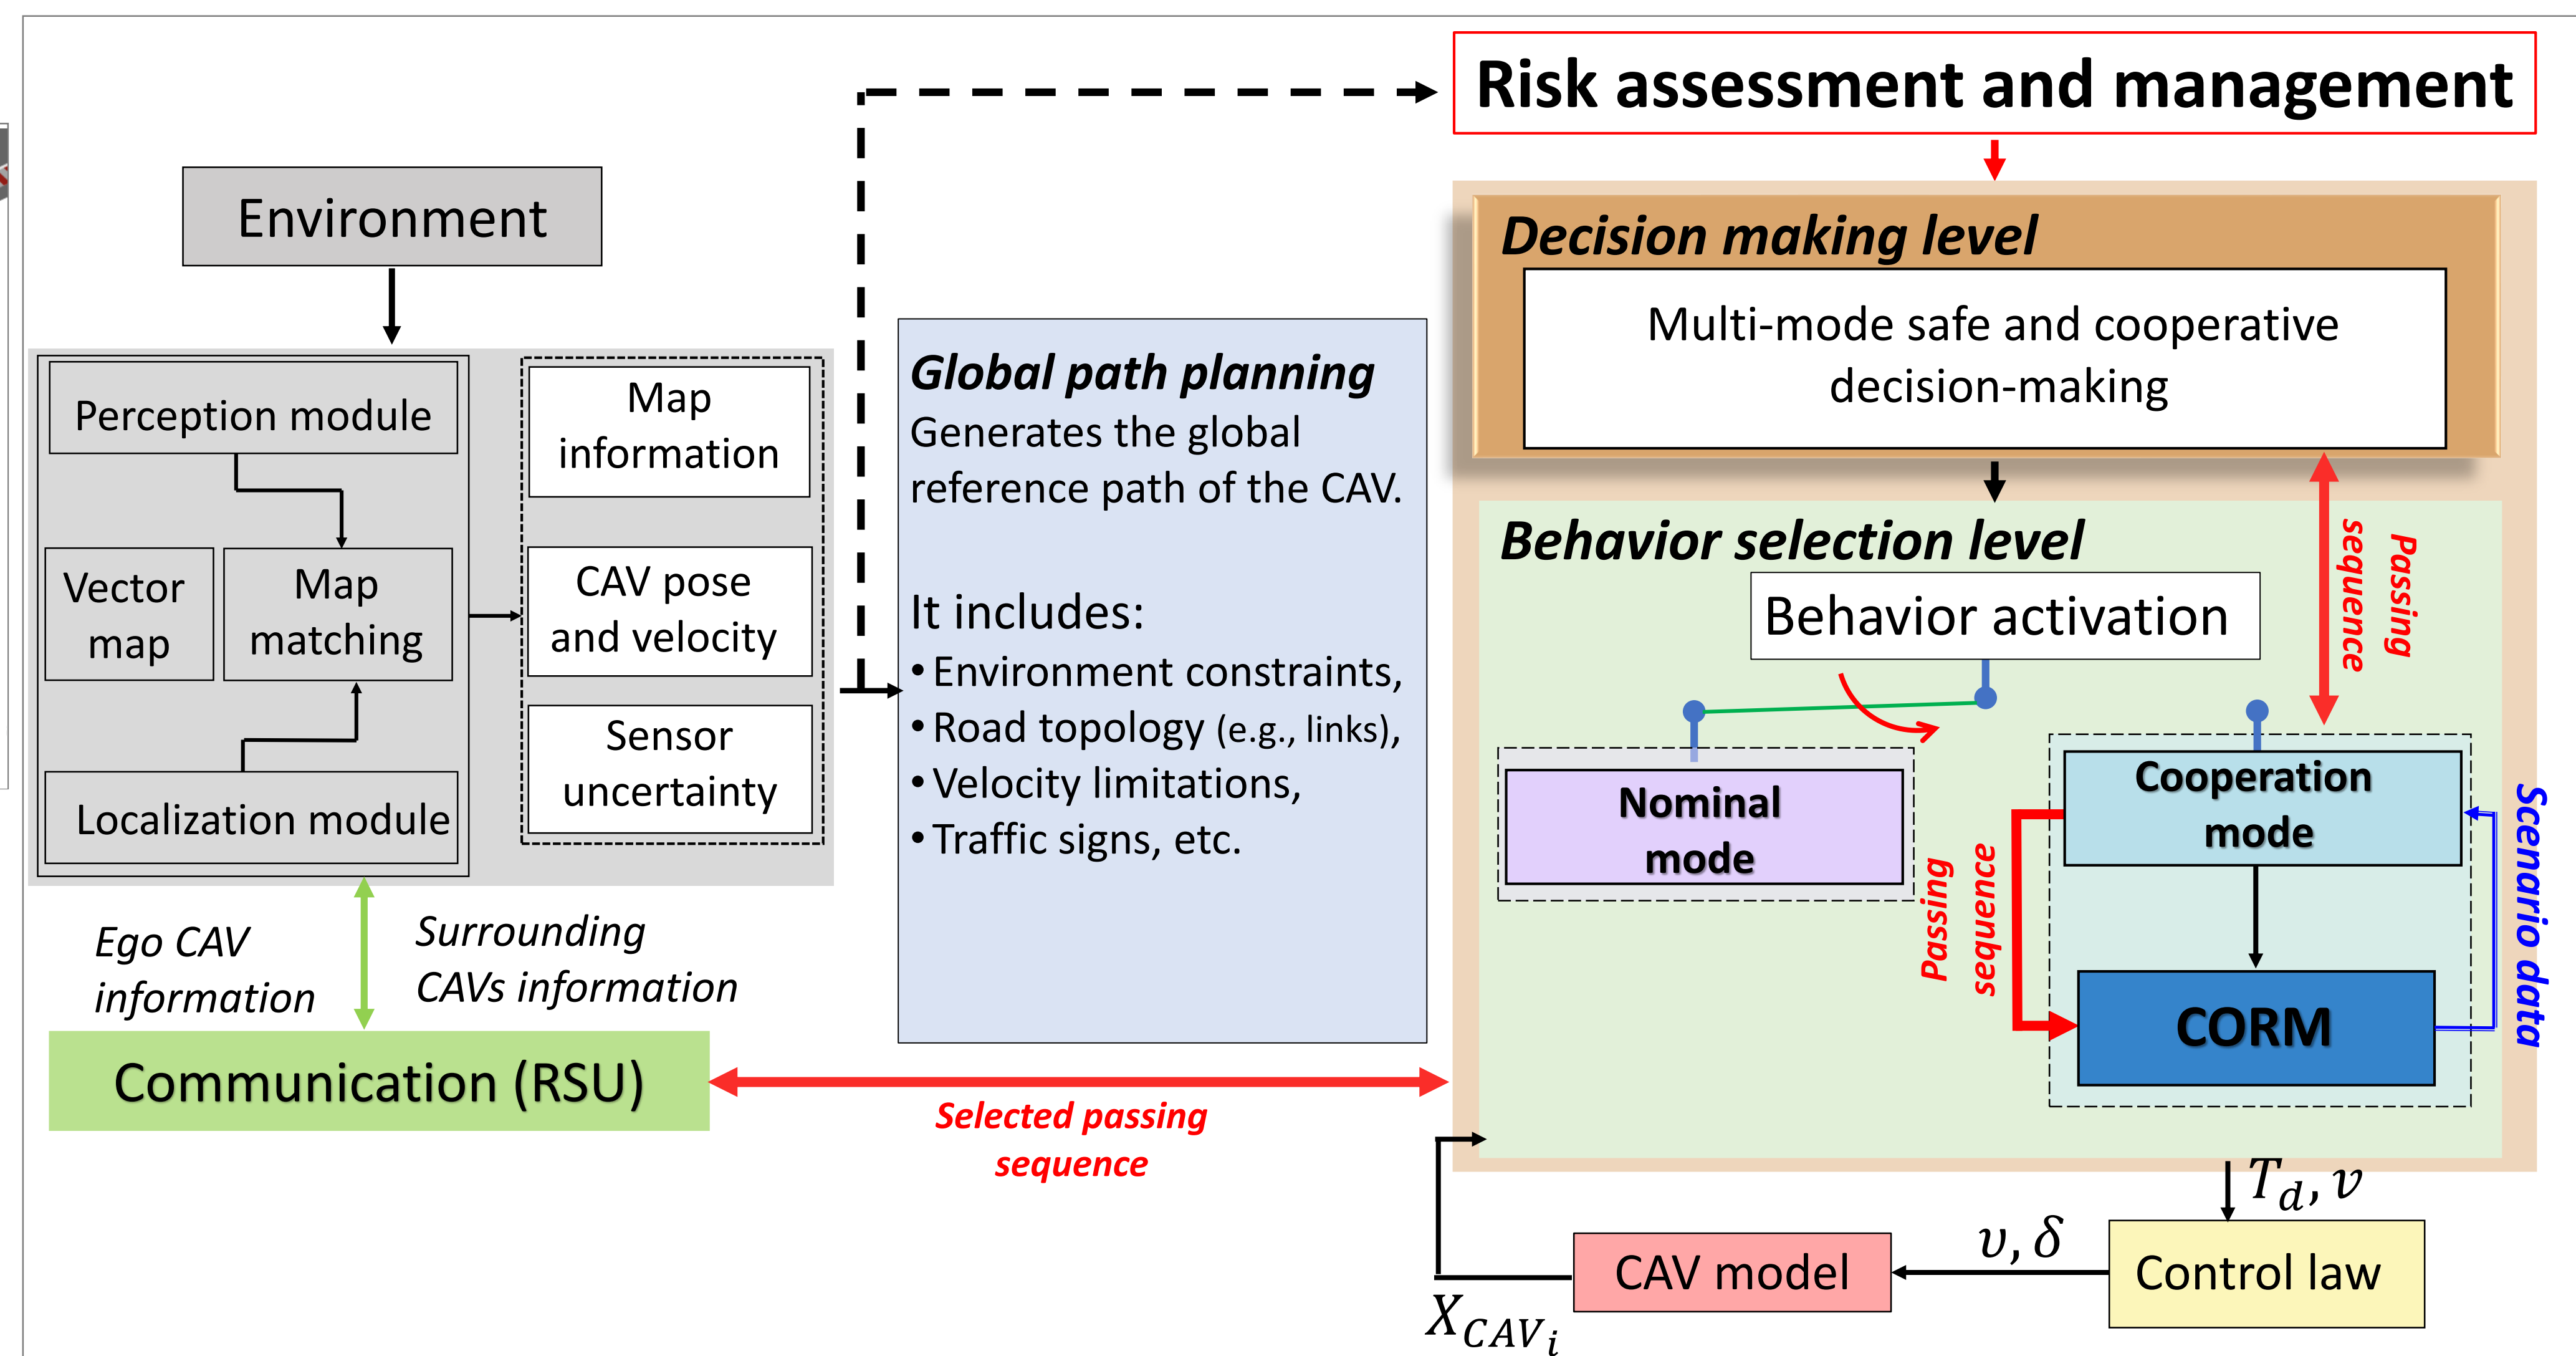 Risk assessment and management
Environment
Perception module
Vector
map
Map
matching
Localization module
Map
information
CAV pose
and velocity
Sensor
uncertainty
Ego CAV
information
Surrounding
CAVs information
Communication (RSU)
Global path planning
Generates the global
reference path of the CAV.
It includes:
• Environment constraints,
• Road topology (e.g., links),
• Velocity limitations,
• Traffic signs, etc.
Selected passing
sequence
Decision making level
Multi-mode safe and cooperative
decision-making
Behavior selection level
Passing
sequence
Behavior activation
Nominal
mode
Cooperation
mode
Passing
sequence
CORM
Scenario data
T_d, v
Control law
υ, δ
CAV model
X_{CAV_i}